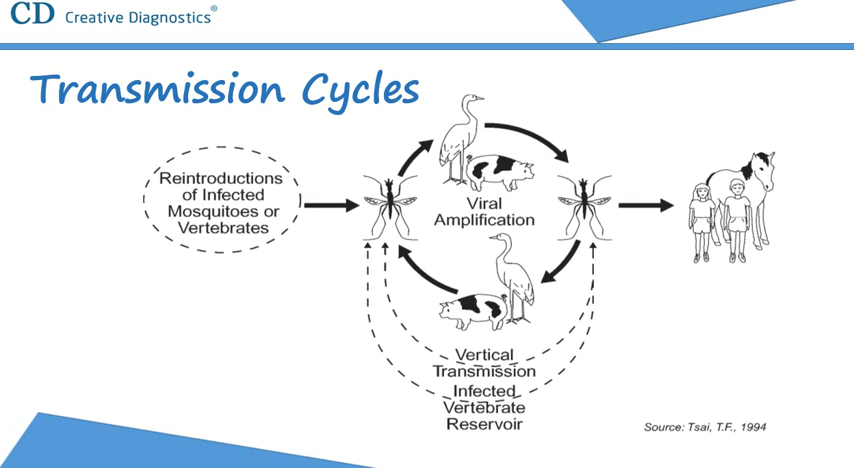 CD Creative Diagnostics®
Transmission Cycles
Reintroductions
of Infected
Mosquitoes or
Vertebrates
Viral
Amplification
Vertical
Transmission
Infected
Vertebrate
Reservoir
Source: Tsai, T.F., 1994